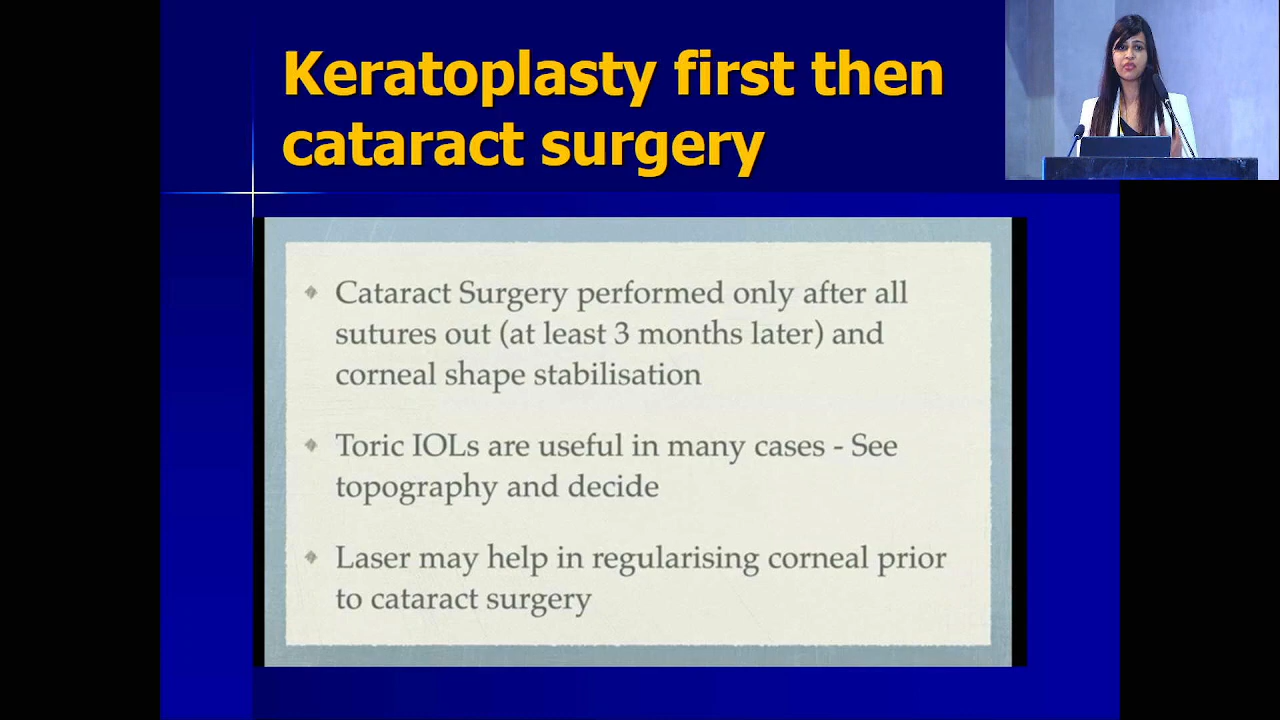 Keratoplasty first then
cataract surgery
Cataract Surgery performed only after all
sutures out (at least 3 months later) and
corneal shape stabilisation
Toric IOLs are useful in many cases - See
topography and decide
Laser may help in regularising corneal prior
to cataract surgery